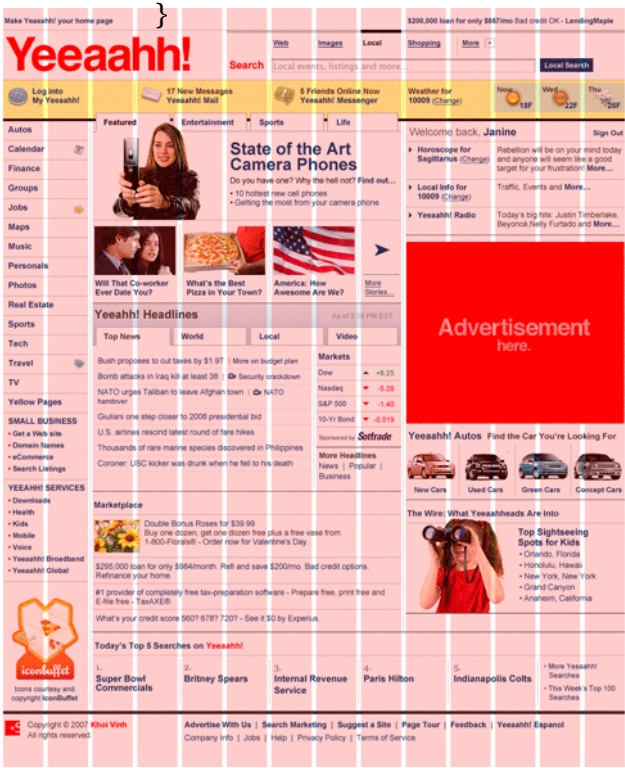 }
Make Yeeaahh! your home page
$200,000 loan for only $667/mo Bad credit OK - LendingMaple
Yeeaahh!
Web Images Local Shopping More
Search Local events, listings and more... Local Search
Log into
My Yeeaahh!
17 New Messages
Yeeaahh! Mail
5 Friends Online Now
Yeeaahh! Messenger
Weather for
10009 (Change)
Now
18F
Wed
22F
Thu
-26F
Autos
Calendar
Finance
Groups
Jobs
Maps
Music
Personals
Photos
Real Estate
Sports
Tech
Travel
TV
Yellow Pages
SMALL BUSINESS
• Get a Web site
• Domain Names
• eCommerce
• Search Listings
YEEAHH! SERVICES
• Downloads
• Health
• Kids
• Mobile
• Voice
• Yeeaahh! Broadband
• Yeeaahh! Global
iconbuffet
Icons courtesy and
copyright IconBuffet
Featured Entertainment Sports Life
State of the Art
Camera Phones
Do you have one? Why the hell not? Find out...
• 10 hottest new cell phones
• Getting the most from your camera phone
Will That Co-worker
Ever Date You?
What's the Best
Pizza in Your Town?
America: How
Awesome Are We?
More
Stories...
Yeeahh! Headlines As of 3:18 PM EST
Top News World Local Video
Bush proposes to cut taxes by $1.9T | More on budget plan
Bomb attacks in Iraq kill at least 38 | Security crackdown
NATO urges Taliban to leave Afghan town | NATO
handover
Giuliani one step closer to 2008 presidential bid
U.S. airlines rescind latest round of fare hikes
Thousands of rare marine species discovered in Philippines
Coroner: USC kicker was drunk when he fell to his death
Markets
Dow +8.25
Nasdaq -5.28
S&P 500 -1.40
10-Yr Bond -0.019
Sponsored by Sottrade
More Headlines
News | Popular |
Business
Marketplace
Double Bonus Roses for $39.99
Buy one dozen, get one dozen free plus a free vase from
1-800-Florals® - Order now for Valentine's Day
$295,000 loan for only $984/month. Refi and save $200/mo. Bad credit options.
Refinance your home.
#1 provider of completely free tax-preparation software - Prepare free, print free and
E-file free - TaxAXE®
What's your credit score 560? 678? 720? - See it $0 by Experius.
Welcome back, Janine Sign Out
Horoscope for
Sagittarius (Change)
Rebellion will be on your mind today
and anyone will seem like a good
target for your frustration! More...
Local Info for
10009 (Change)
Traffic, Events and More...
Yeeaahh! Radio
Today's big hits: Justin Timberlake,
Beyoncé,Nelly Furtado and More...
Advertisement
here.
Yeeaahh! Autos Find the Car You're Looking For
New Cars Used Cars Green Cars Concept Cars
The Wire: What Yeeaahheads Are Into
Top Sightseeing
Spots for Kids
• Orlando, Florida
• Honolulu, Hawaii
• New York, New York
• Grand Canyon
• Anaheim, California
Today's Top 5 Searches on Yeeaahh!
1.
Super Bowl
Commercials
2.
Britney Spears
3.
Internal Revenue
Service
4.
Paris Hilton
5.
Indianapolis Colts
• More Yeeaahh!
Searches
• This Week's Top 100
Searches
Copyright © 2007 Khoi Vinh.
All rights reserved.
Advertise With Us | Search Marketing | Suggest a Site | Page Tour | Feedback | Yeeaahh! Espanol
Company Info | Jobs | Help | Privacy Policy | Terms of Service